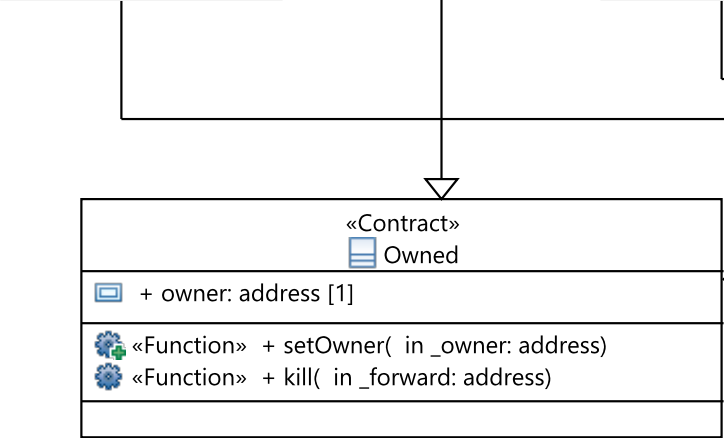 «Contract»
Owned
+ owner: address [1]
«Function» + setOwner( in _owner: address)
«Function» + kill( in _forward: address)